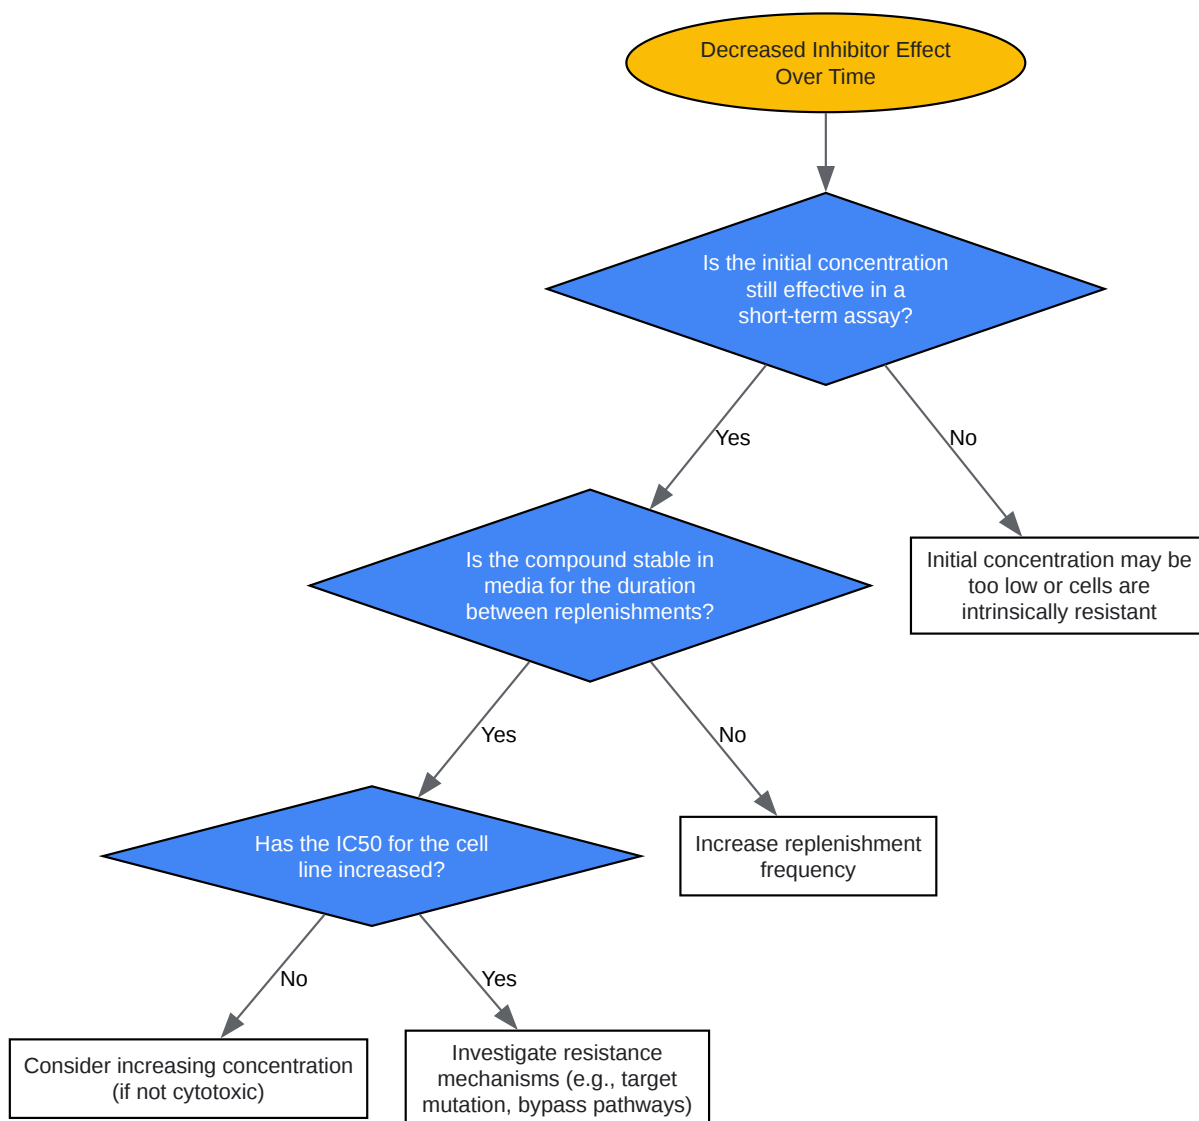 Decreased Inhibitor Effect
Over Time
Is the initial concentration
still effective in a
short-term assay?
Yes
No
Is the compound stable in
media for the duration
between replenishments?
Initial concentration may be
too low or cells are
intrinsically resistant
Yes
No
Has the IC50 for the cell
line increased?
Increase replenishment
frequency
No
Yes
Consider increasing concentration
(if not cytotoxic)
Investigate resistance
mechanisms (e.g., target
mutation, bypass pathways)